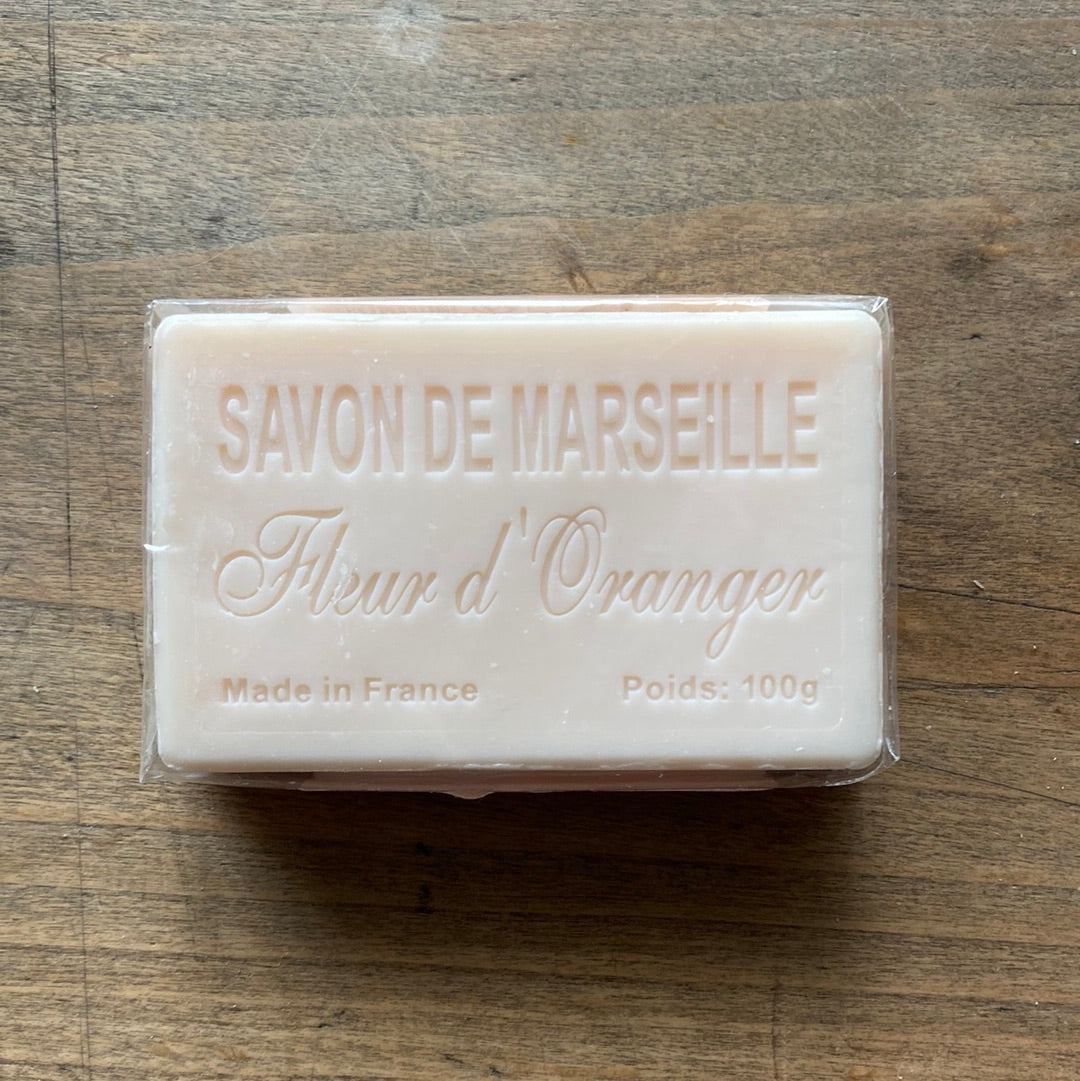 SAVON DE MARSEILLE
Fleur d'Oranger
Made in France Poids: 100g